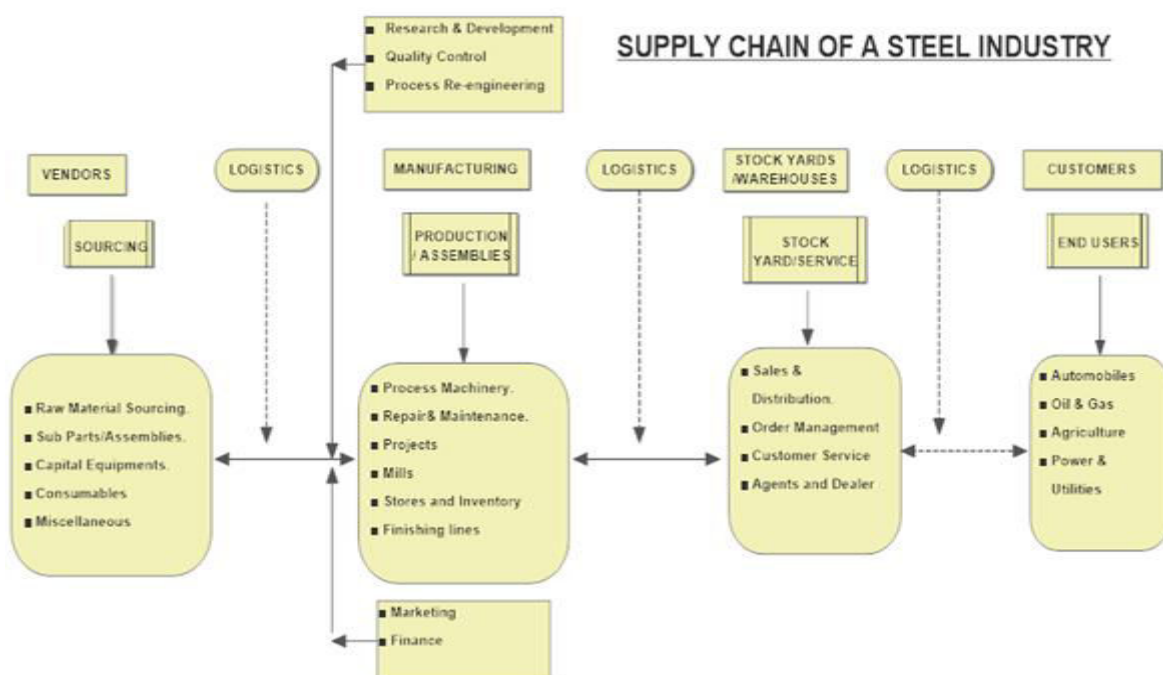 SUPPLY CHAIN OF A STEEL INDUSTRY
Research & Development
Quality Control
Process Re-engineering
VENDORS
LOGISTICS
MANUFACTURING
LOGISTICS
STOCK YARDS
/WAREHOUSES
LOGISTICS
CUSTOMERS
SOURCING
PRODUCTION
/ ASSEMBLIES
STOCK
YARD/SERVICE
END USERS
Raw Material Sourcing.
Sub Parts/Assemblies.
Capital Equipments.
Consumables
Miscellaneous
Process Machinery.
Repair& Maintenance.
Projects
Mills
Stores and Inventory
Finishing lines
Sales &
Distribution.
Order Management
Customer Service
Agents and Dealer
Automobiles
Oil & Gas
Agriculture
Power &
Utilities
Marketing
Finance